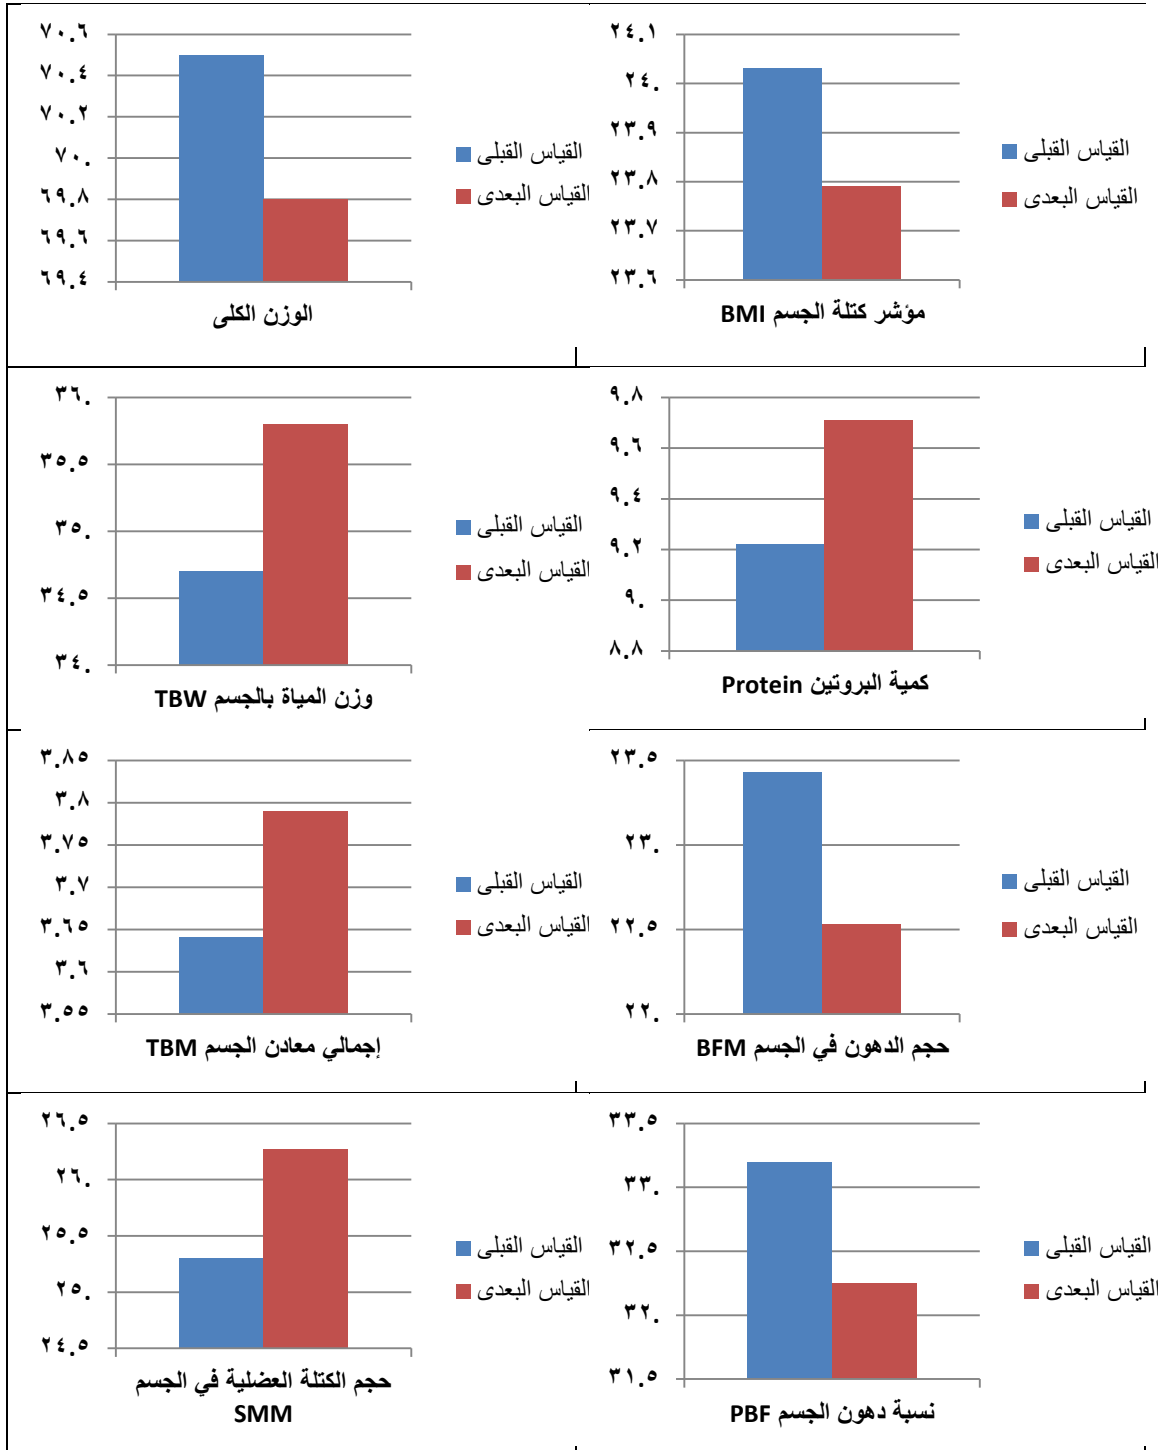 ٧٠.٦
٧٠.٤
٧٠.٢
٧٠.
٦٩.٨
٦٩.٦
٦٩.٤
القياس القبلى
القياس البعدى
الوزن الكلى
٢٤.١
٢٤.
٢٣.٩
٢٣.٨
٢٣.٧
٢٣.٦
القياس القبلى
القياس البعدى
مؤشر كتلة الجسم BMI
٣٦.
٣٥.٥
٣٥.
٣٤.٥
٣٤.
القياس القبلى
القياس البعدى
وزن المياة بالجسم TBW
٩.٨
٩.٦
٩.٤
٩.٢
٩.
٨.٨
القياس القبلى
القياس البعدى
كمية البروتين Protein
٣.٨٥
٣.٨
٣.٧٥
٣.٧
٣.٦٥
٣.٦
٣.٥٥
القياس القبلى
القياس البعدى
إجمالي معادن الجسم TBM
٢٣.٥
٢٣.
٢٢.٥
٢٢.
القياس القبلى
القياس البعدى
حجم الدهون في الجسم BFM
٢٦.٥
٢٦.
٢٥.٥
٢٥.
٢٤.٥
القياس القبلى
القياس البعدى
حجم الكتلة العضلية في الجسم
SMM
٣٣.٥
٣٣.
٣٢.٥
٣٢.
٣١.٥
القياس القبلى
القياس البعدى
نسبة دهون الجسم PBF